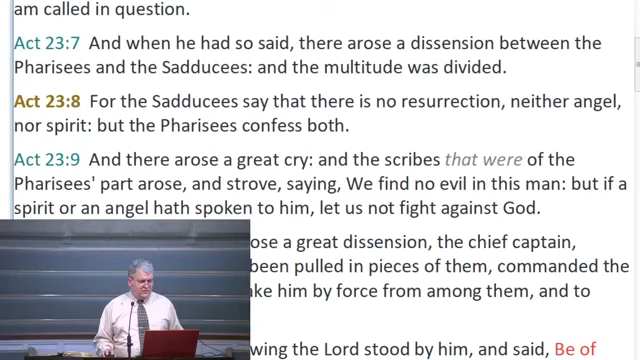 am called in question.
Act 23:7 And when he had so said, there arose a dissension between the
Pharisees and the Sadducees: and the multitude was divided.
Act 23:8 For the Sadducees say that there is no resurrection, neither angel,
nor spirit: but the Pharisees confess both.
Act 23:9 And there arose a great cry: and the scribes that were of the
Pharisees' part arose, and strove, saying, We find no evil in this man: but if a
spirit or an angel hath spoken to him, let us not fight against God.
ose a great dissension, the chief captain,
been pulled in pieces of them, commanded the
ake him by force from among them, and to
wing the Lord stood by him, and said, Be of